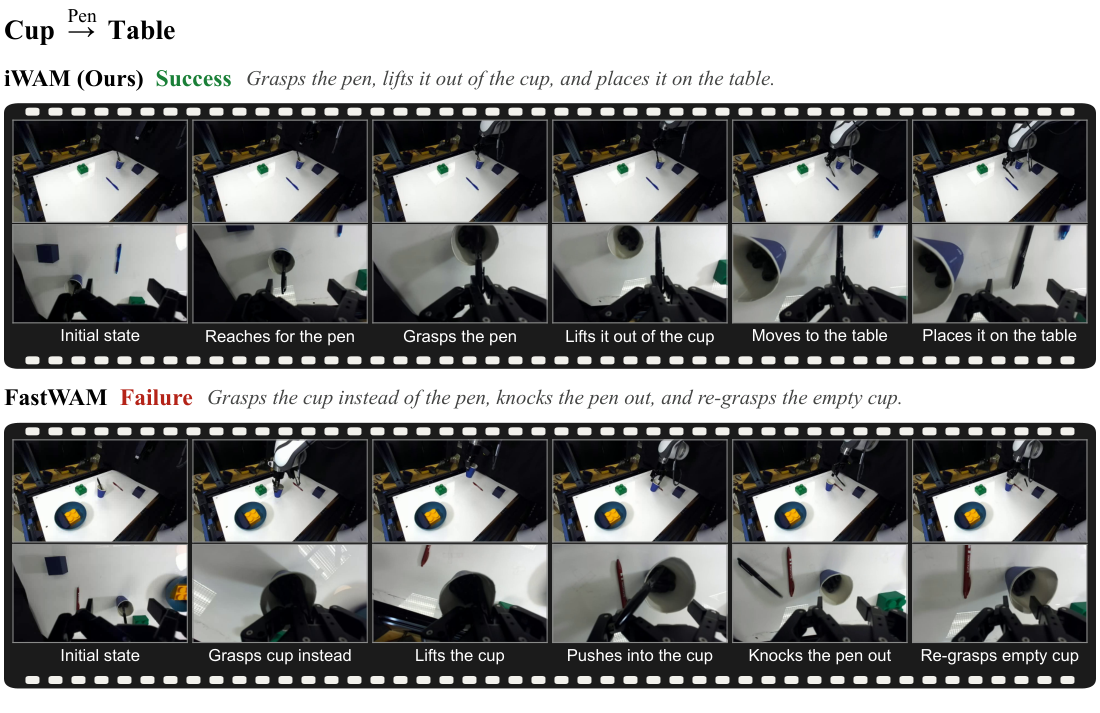 Cup Pen → Table
iWAM (Ours) Success Grasps the pen, lifts it out of the cup, and places it on the table.
Initial state Reaches for the pen Grasps the pen Lifts it out of the cup Moves to the table Places it on the table
FastWAM Failure Grasps the cup instead of the pen, knocks the pen out, and re-grasps the empty cup.
Initial state Grasps cup instead Lifts the cup Pushes into the cup Knocks the pen out Re-grasps empty cup